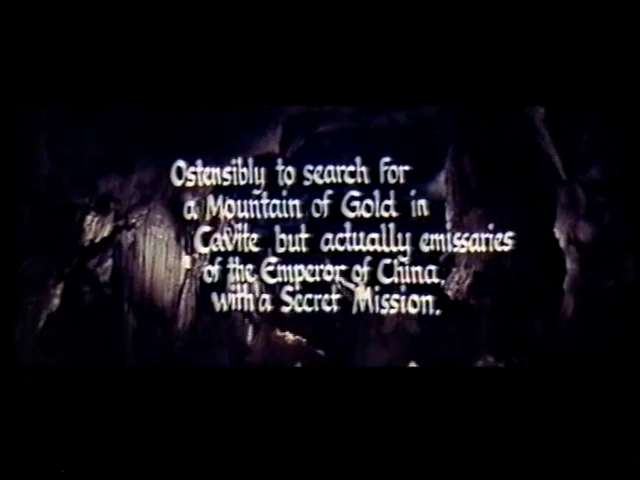 Ostensibly to search for
a Mountain of Gold in
Cavite but actually emissaries
of the Emperor of China,
with a Secret Mission.